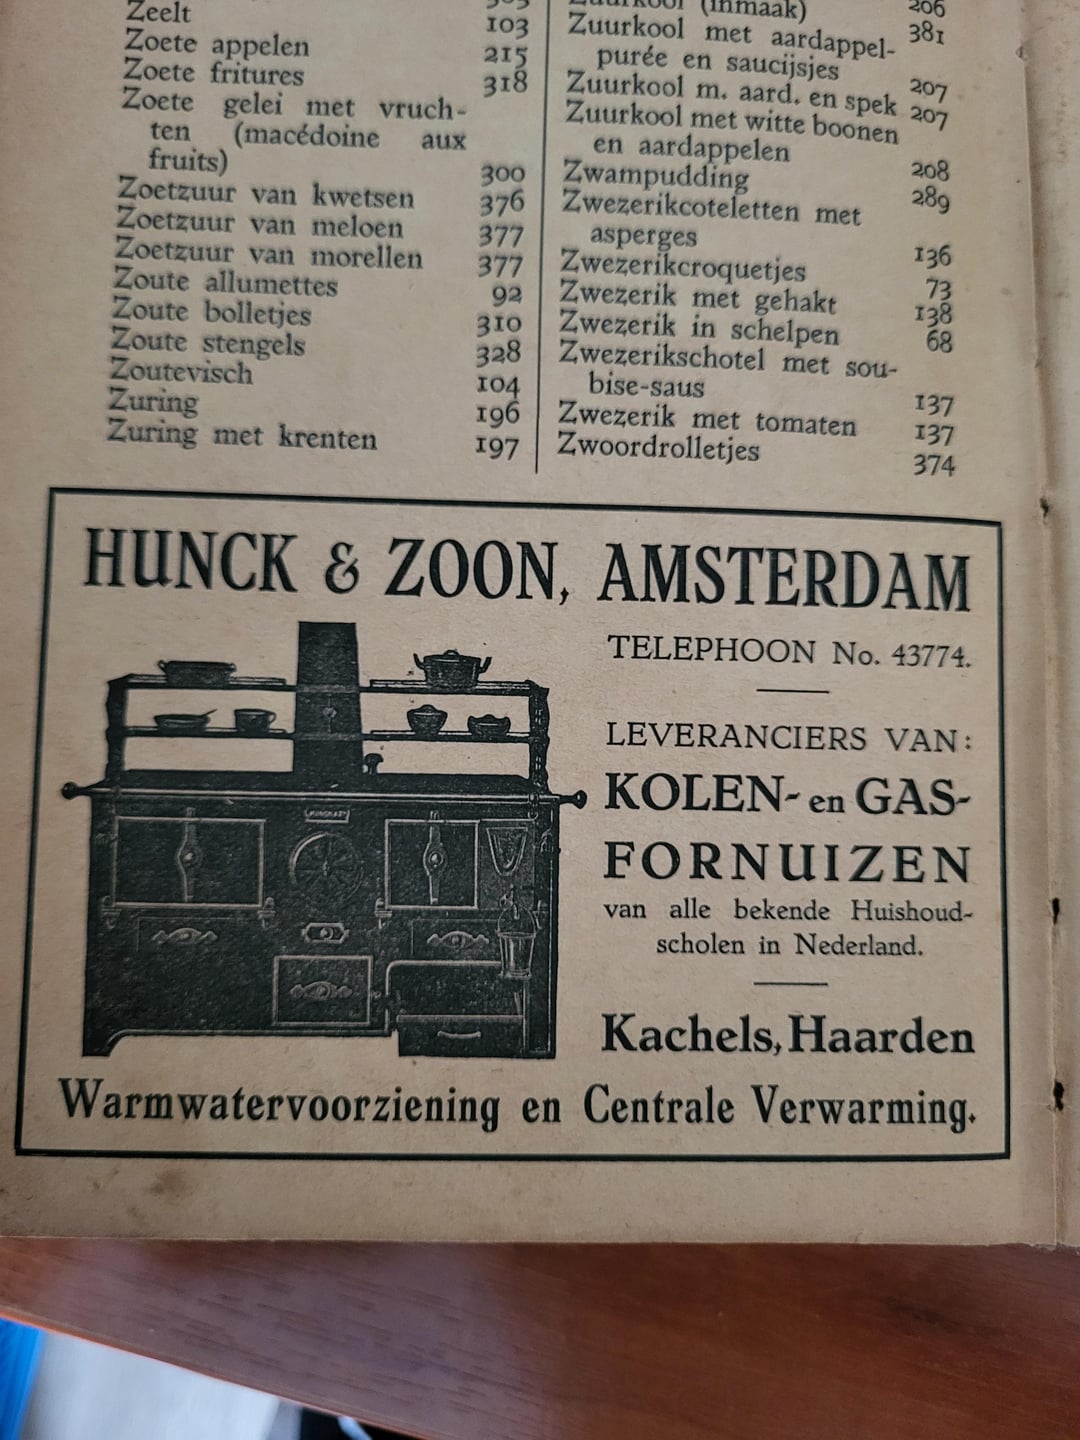 Zeelt 103
Zoete appelen 215
Zoete fritures 318
Zoete gelei met vruch-
ten (macédoine aux
fruits) 300
Zoetzuur van kwetsen 376
Zoetzuur van meloen 377
Zoetzuur van morellen 377
Zoute allumettes 92
Zoute bolletjes 310
Zoute stengels 328
Zoutevisch 104
Zuring 196
Zuring met krenten 197
Zuurkool (inmaak) 381
Zuurkool met aardappel-
purée en saucijsjes 207
Zuurkool m. aard. en spek 207
Zuurkool met witte boonen
en aardappelen 208
Zwampudding 289
Zwezerikcoteletten met
asperges 136
Zwezerikcroquetjes 73
Zwezerik met gehakt 138
Zwezerik in schelpen 68
Zwezerikschotel met sou-
bise-saus 137
Zwezerik met tomaten 137
Zwoordrolletjes 374
HUNCK & ZOON, AMSTERDAM
TELEPHOON No. 43774.
LEVERANCIERS VAN:
KOLEN- en GAS-
FORNUIZEN
van alle bekende Huishoud-
scholen in Nederland.
Kachels, Haarden
Warmwatervoorziening en Centrale Verwarming.